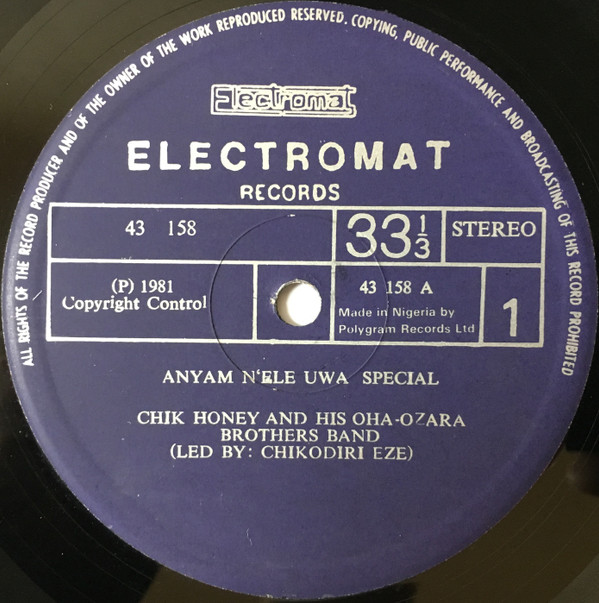 ALL RIGHTS OF THE RECORD PRODUCER AND OF THE OWNER OF THE WORK REPRODUCED RESERVED. COPYING, PUBLIC PERFORMANCE AND BROADCASTING OF THIS RECORD PROHIBITED
Electromat
ELECTROMAT
RECORDS
43 158
33 1/3
STEREO
(P) 1981
Copyright Control
43 158 A
Made in Nigeria by
Polygram Records Ltd
1
ANYAM N'ELE UWA SPECIAL
CHIK HONEY AND HIS OHA-OZARA
BROTHERS BAND
(LED BY: CHIKODIRI EZE)